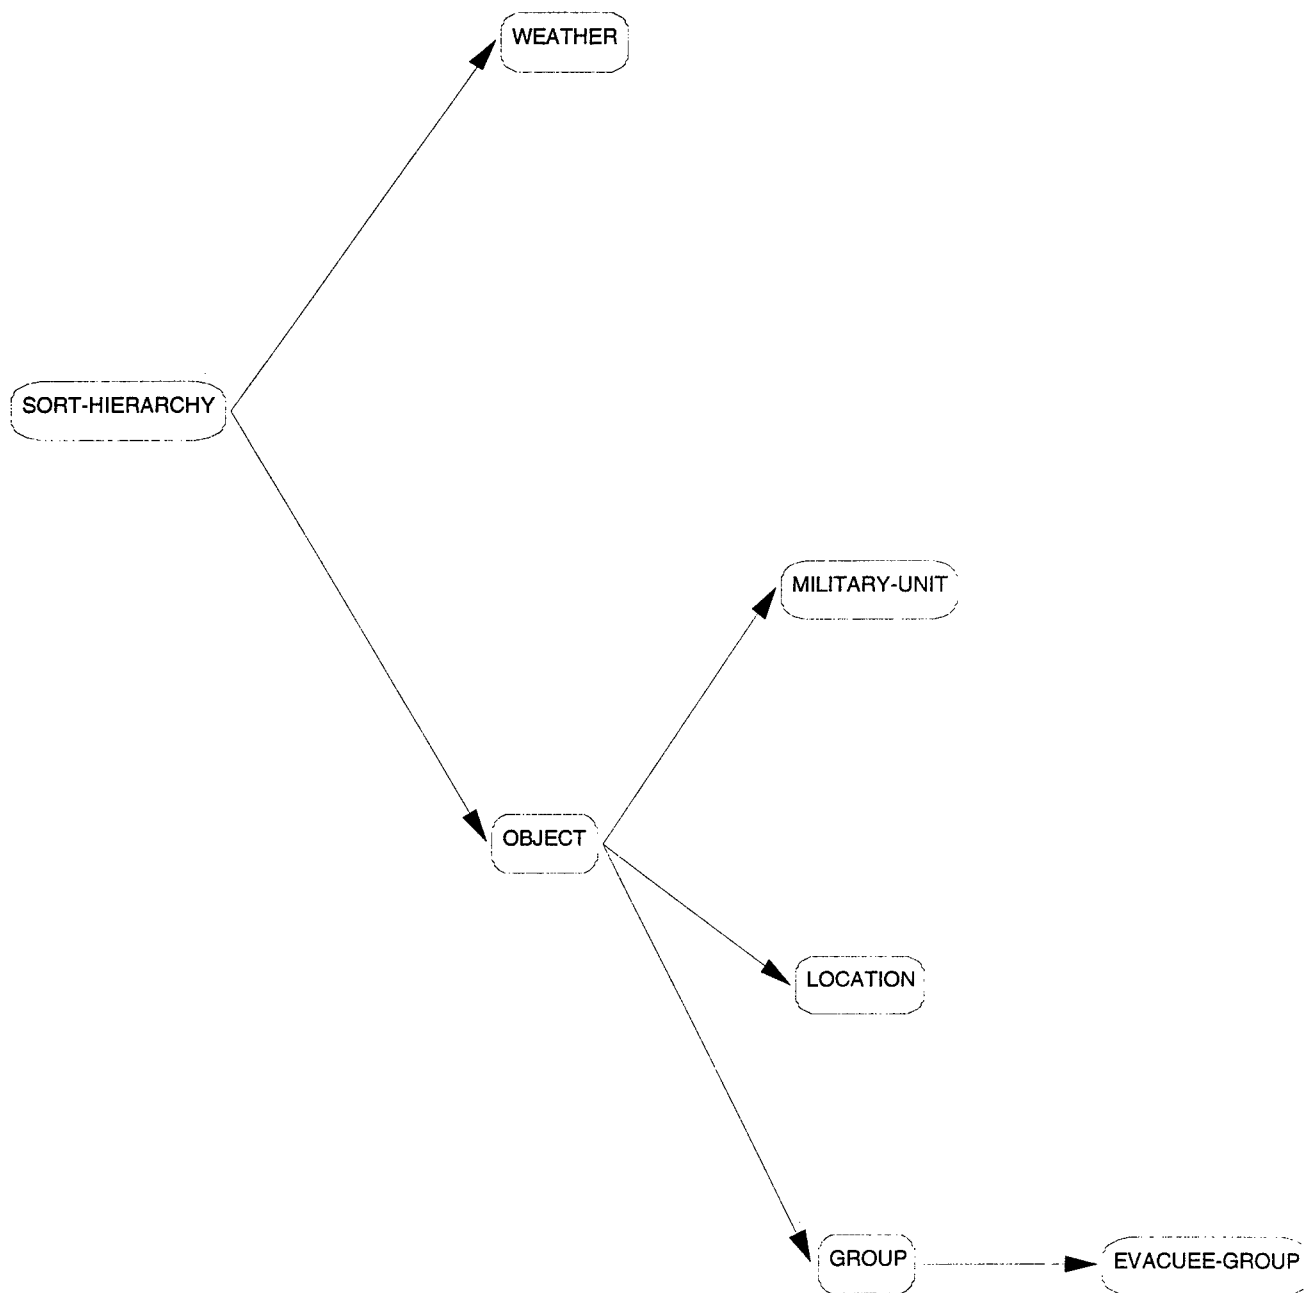 WEATHER
SORT-HIERARCHY
MILITARY-UNIT
OBJECT
LOCATION
GROUP
EVACUEE-GROUP